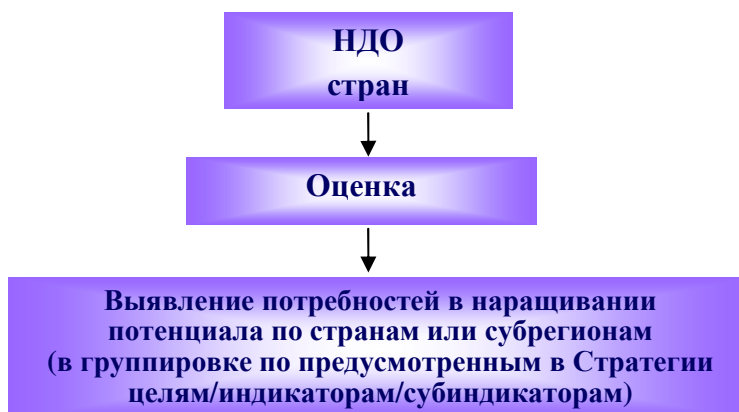 НДО
стран
Оценка
Выявление потребностей в наращивании
потенциала по странам или субрегионам
(в группировке по предусмотренным в Стратегии
целям/индикаторам/субиндикаторам)